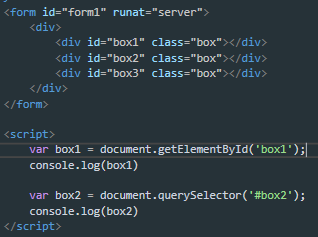 <form id="form1" runat="server">
    <div>
        <div id="box1" class="box"></div>
        <div id="box2" class="box"></div>
        <div id="box3" class="box"></div>
    </div>
</form>

<script>
    var box1 = document.getElementById('box1');
    console.log(box1)

    var box2 = document.querySelector('#box2');
    console.log(box2)
</script>